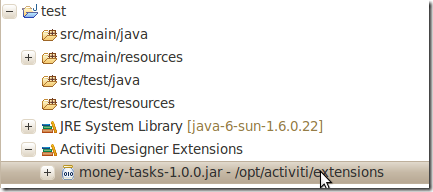 test
src/main/java
src/main/resources
src/test/java
src/test/resources
JRE System Library [java-6-sun-1.6.0.22]
Activiti Designer Extensions
money-tasks-1.0.0.jar - /opt/activiti/extensions